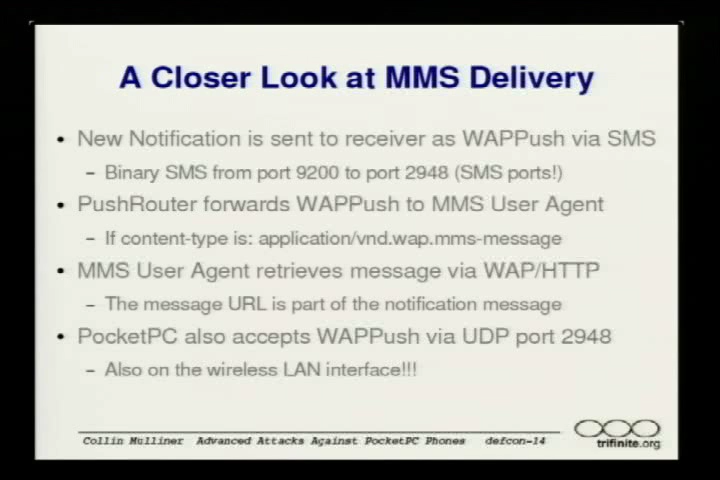 A Closer Look at MMS Delivery
• New Notification is sent to receiver as WAPPush via SMS
– Binary SMS from port 9200 to port 2948 (SMS ports!)
• PushRouter forwards WAPPush to MMS User Agent
– If content-type is: application/vnd.wap.mms-message
• MMS User Agent retrieves message via WAP/HTTP
– The message URL is part of the notification message
• PocketPC also accepts WAPPush via UDP port 2948
– Also on the wireless LAN interface!!!
Collin Mulliner Advanced Attacks Against PocketPC Phones defcon-14
trifinite.org